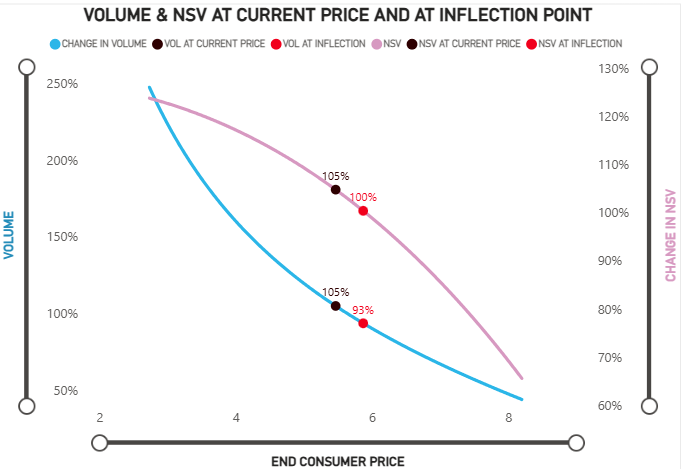 VOLUME & NSV AT CURRENT PRICE AND AT INFLECTION POINT
CHANGE IN VOLUME VOL AT CURRENT PRICE VOL AT INFLECTION NSV NSV AT CURRENT PRICE NSV AT INFLECTION
VOLUME
250%
200%
150%
100%
50%
105%
100%
105%
93%
130%
120%
110%
100%
90%
80%
70%
60%
CHANGE IN NSV
2 4 6 8
END CONSUMER PRICE